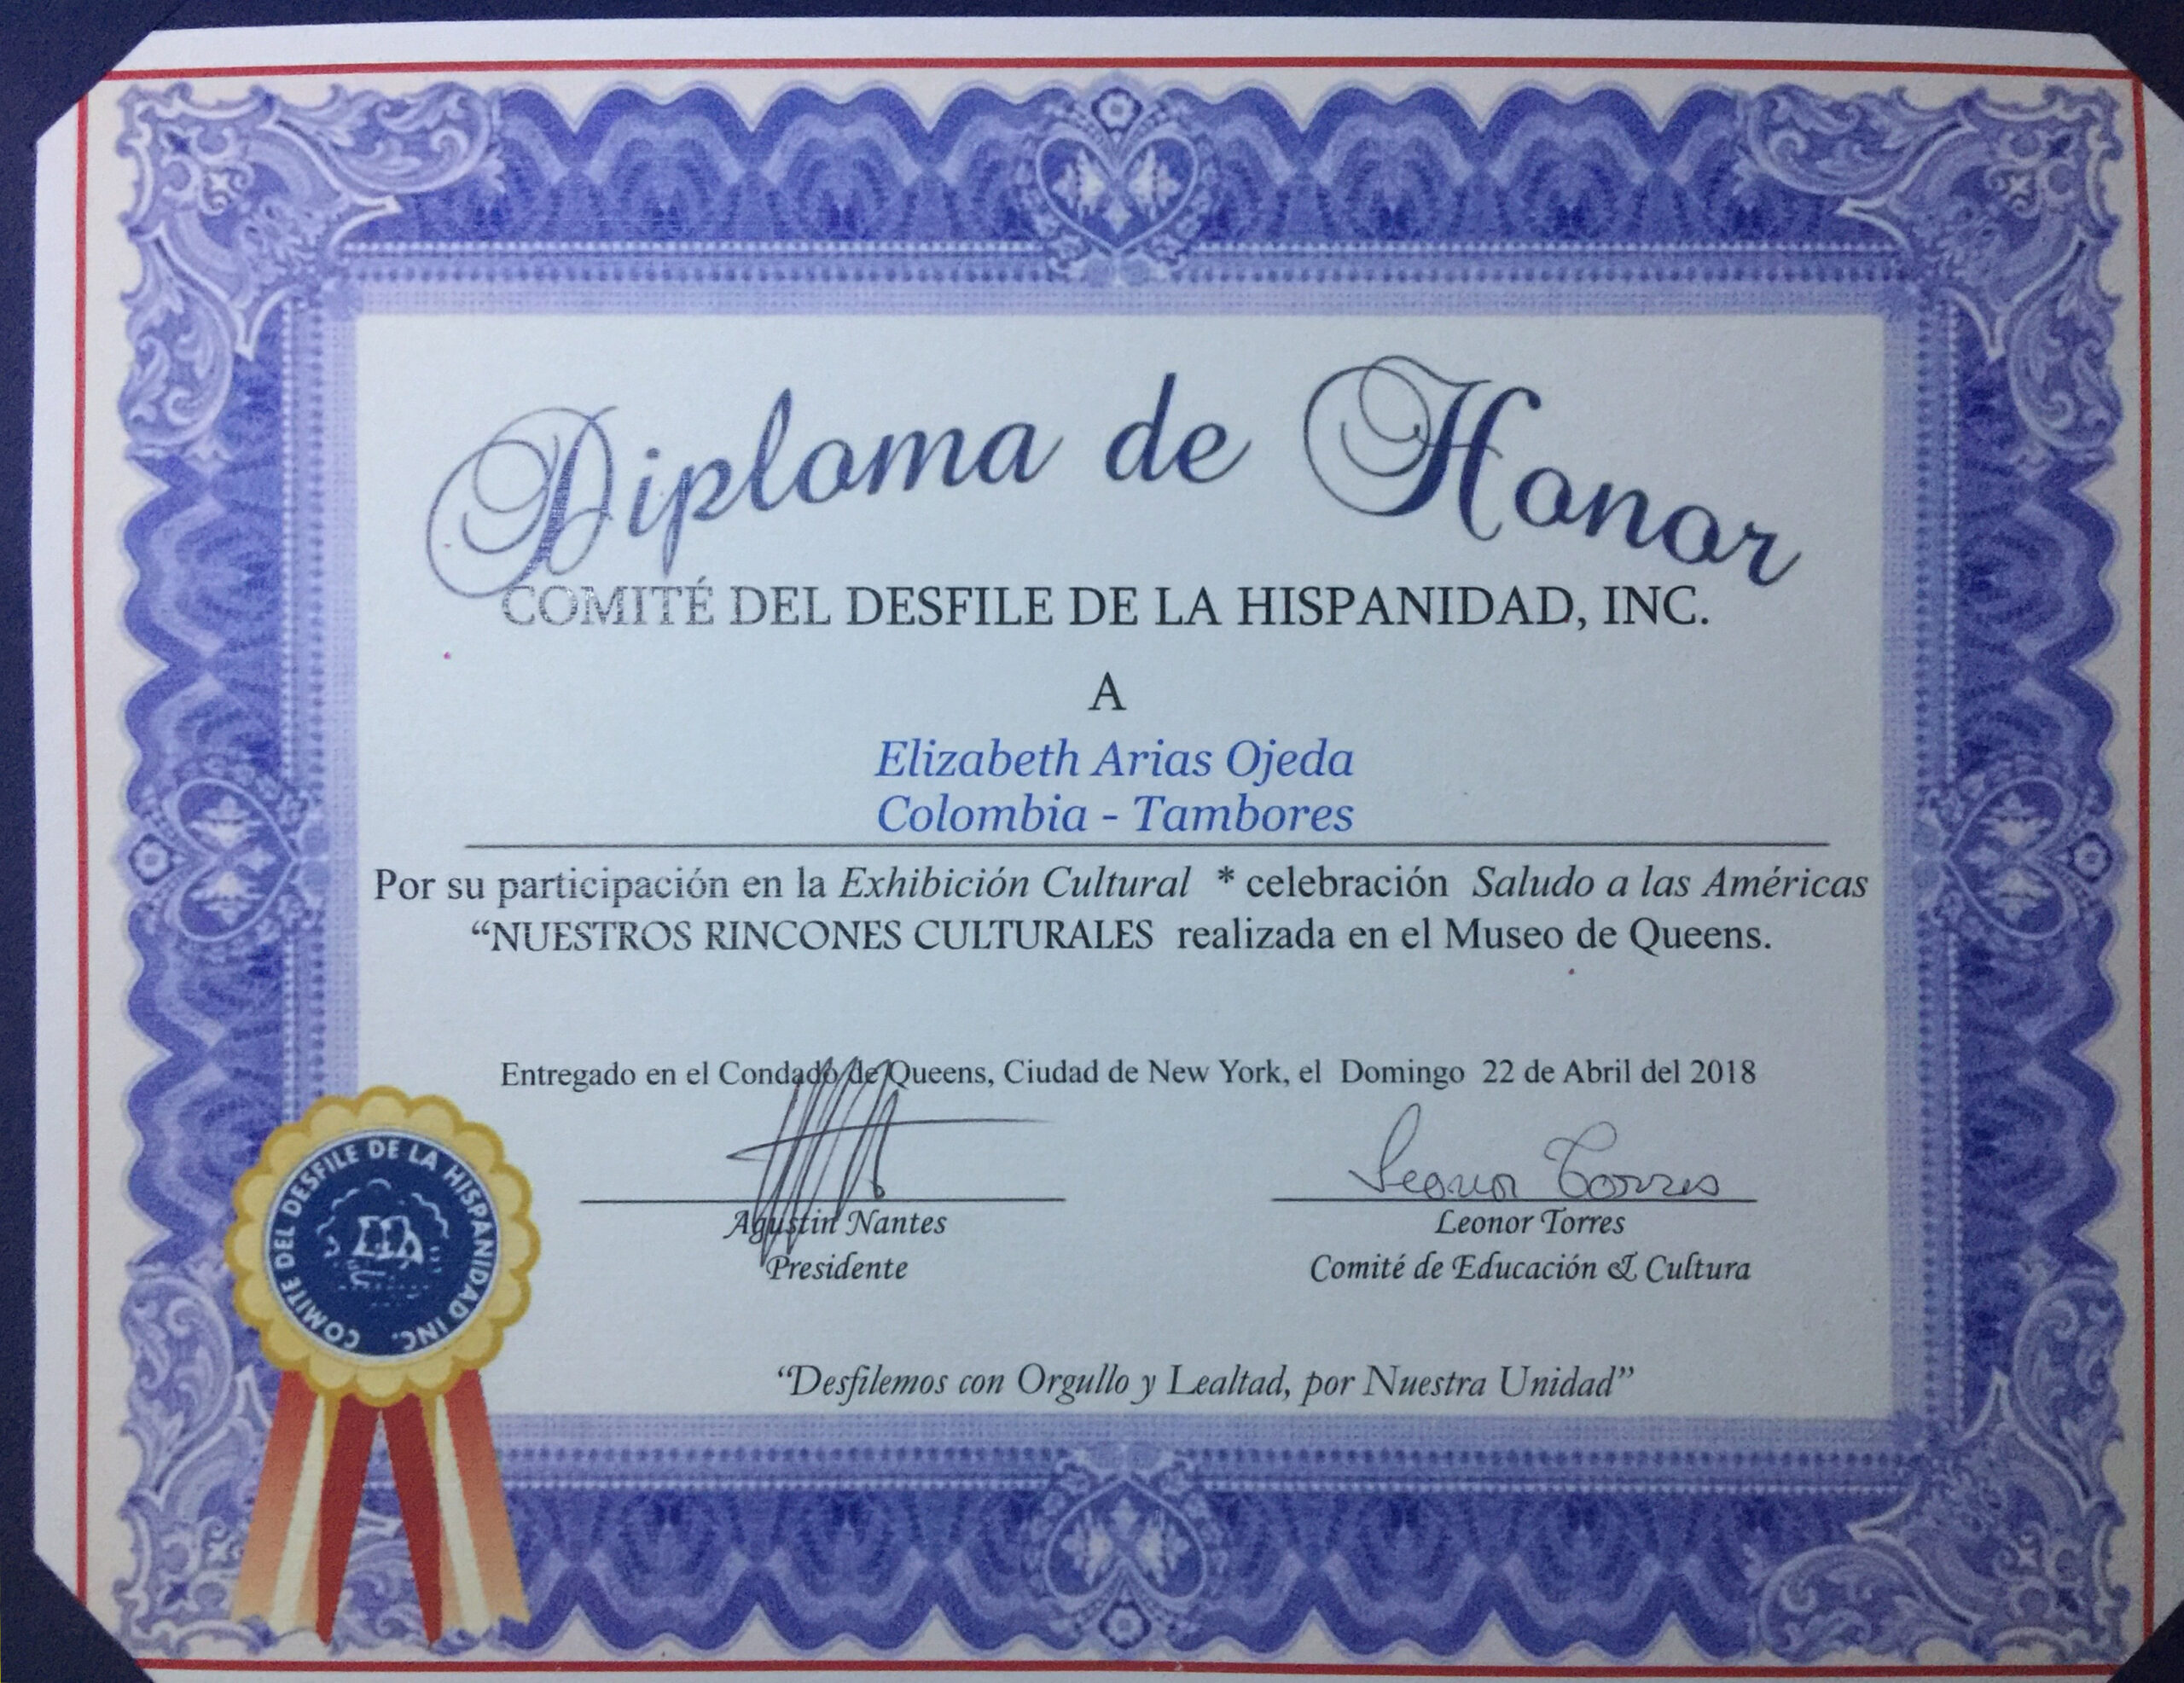 Diploma de Honor
COMITÉ DEL DESFILE DE LA HISPANIDAD, INC.
A
Elizabeth Arias Ojeda
Colombia - Tambores
Por su participación en la Exhibición Cultural * celebración Saludo a las Américas
“NUESTROS RINCONES CULTURALES realizada en el Museo de Queens.
Entregado en el Condado de Queens, Ciudad de New York, el Domingo 22 de Abril del 2018
Leonor Torres
Agustin Nantes
Presidente
Leonor Torres
Comité de Educación & Cultura
COMITE DEL DESFILE DE LA HISPANIDAD INC.
“Desfilemos con Orgullo y Lealtad, por Nuestra Unidad”